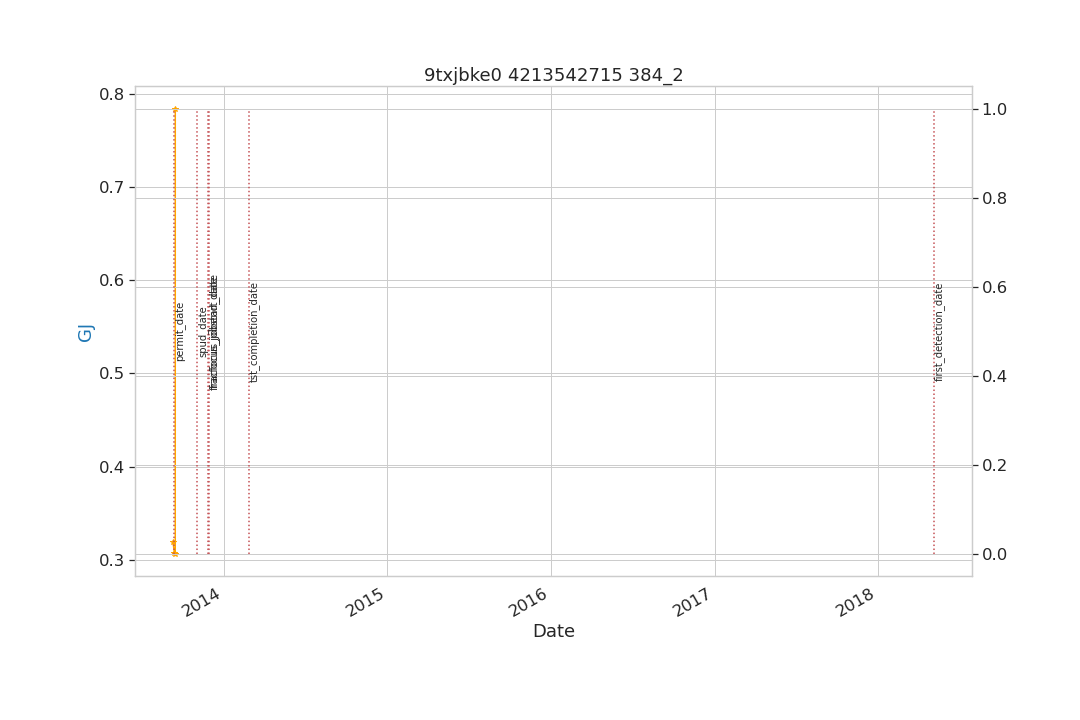 9txjbke0 4213542715 384_2
0.8
0.7
0.6
0.5
0.4
0.3
GJ
1.0
0.8
0.6
0.4
0.2
0.0
permit_date
spud_date
tst_completion_date
first_detection_date
2014
2015
2016
2017
2018
Date